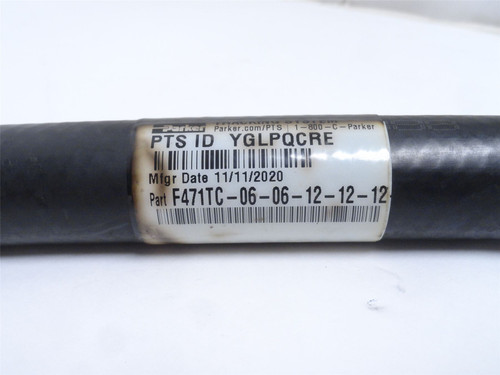 Parker Parker.com/PTS | 1-800-C-Parker
PTS ID YGLPQCRE
Mfgr Date 11/11/2020
Part F471TC-06-06-12-12-12-